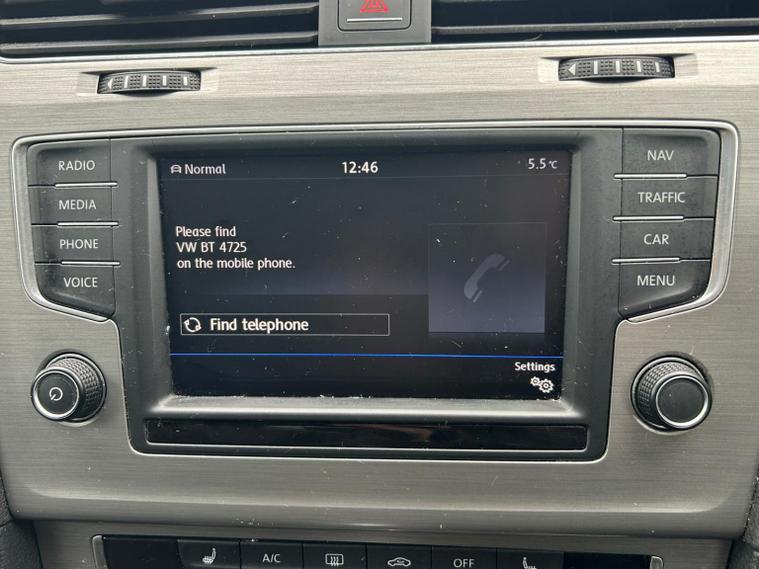 RADIO
MEDIA
PHONE
VOICE
Normal
12:46
5.5°C
Please find
VW BT 4725
on the mobile phone.
Find telephone
Settings
NAV
TRAFFIC
CAR
MENU
A/C
OFF